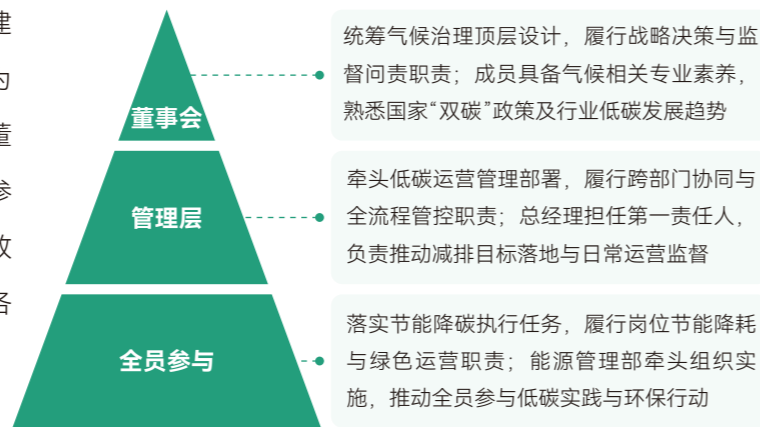 建
董事会
统筹气候治理顶层设计，履行战略决策与监
督问责职责；成员具备气候相关专业素养，
熟悉国家“双碳”政策及行业低碳发展趋势
董
参
管理层
牵头低碳运营管理部署，履行跨部门协同与
全流程管控职责；总经理担任第一责任人，
负责推动减排目标落地与日常运营监督
各
全员参与
落实节能降碳执行任务，履行岗位节能降耗
与绿色运营职责；能源管理部牵头组织实
施，推动全员参与低碳实践与环保行动